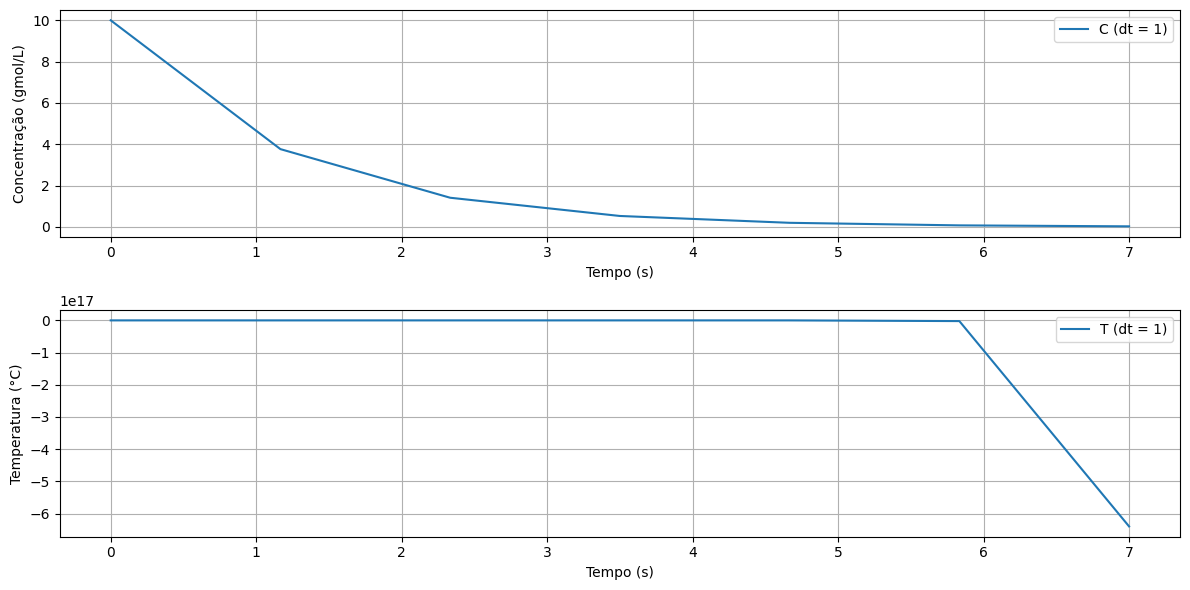 10
8
6
4
2
0
Concentração (gmol/L)
C (dt = 1)
0 1 2 3 4 5 6 7
Tempo (s)
1e17
0
−1
−2
−3
−4
−5
−6
Temperatura (°C)
T (dt = 1)
0 1 2 3 4 5 6 7
Tempo (s)